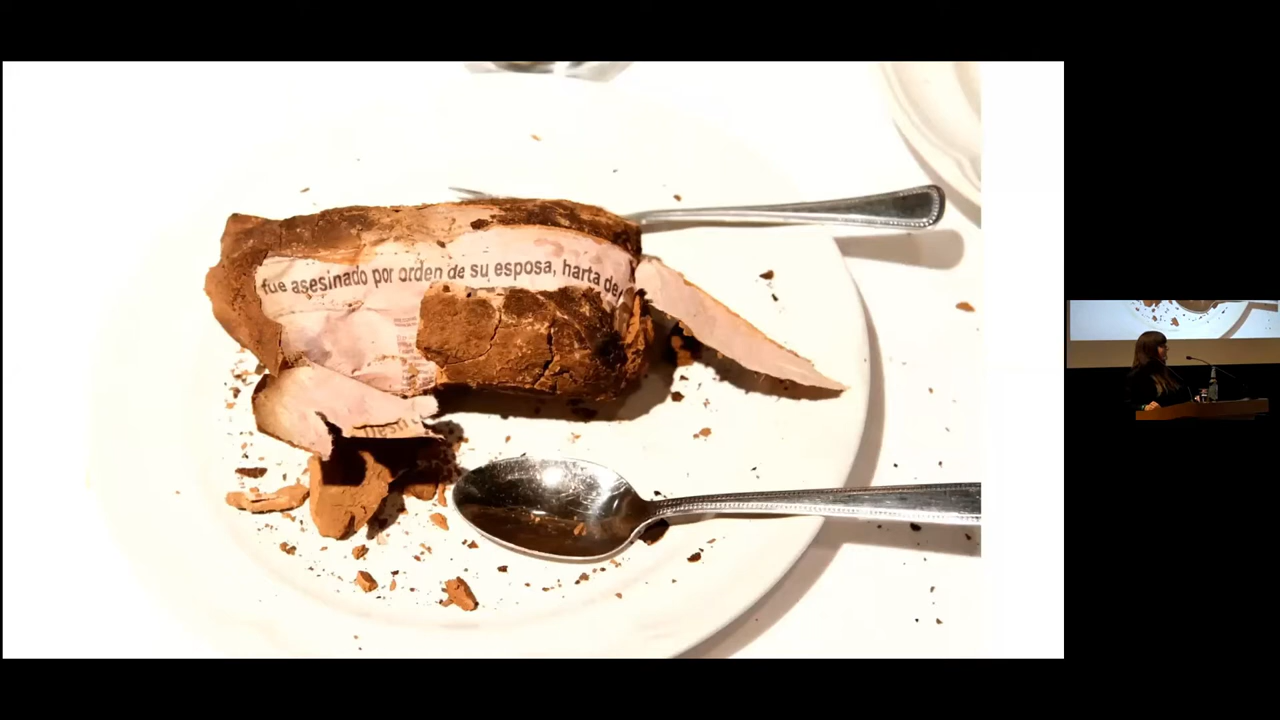 fue asesinado por orden de su esposa, harta de